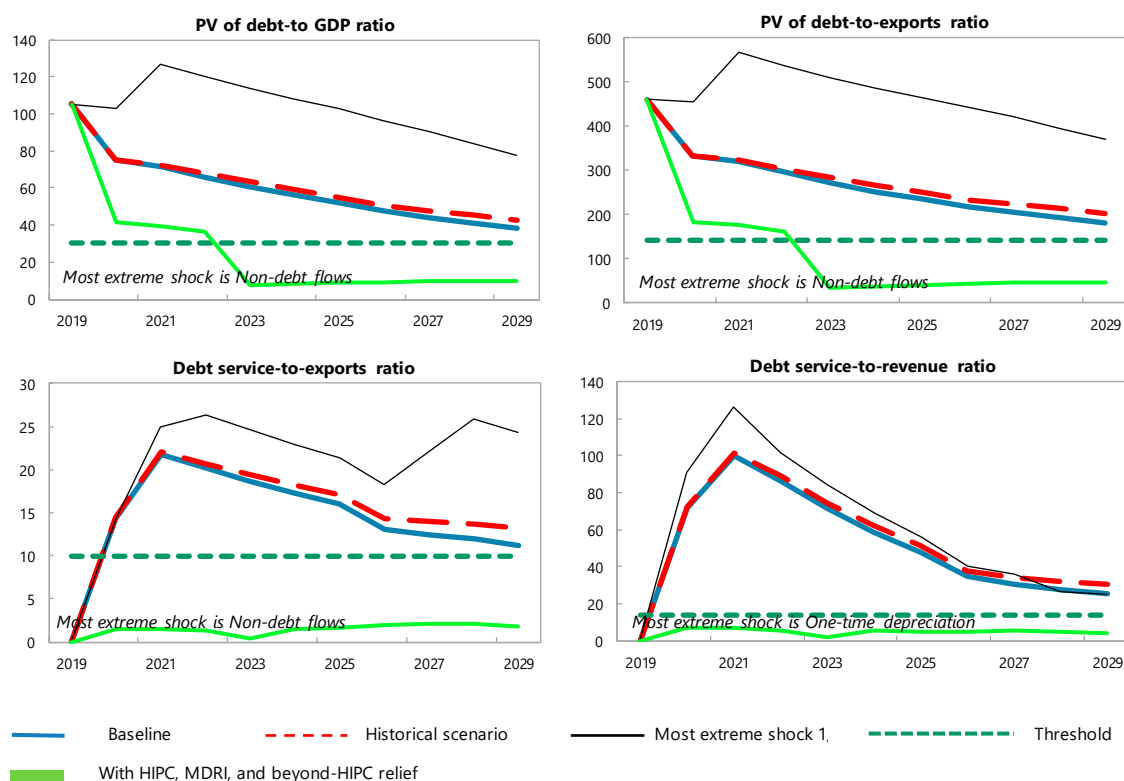 PV of debt-to GDP ratio
140
120
100
80
60
40
20
0
Most extreme shock is Non-debt flows
2019 2021 2023 2025 2027 2029
PV of debt-to-exports ratio
600
500
400
300
200
100
0
Most extreme shock is Non-debt flows
2019 2021 2023 2025 2027 2029
Debt service-to-exports ratio
30
25
20
15
10
5
0
Most extreme shock is Non-debt flows
2019 2021 2023 2025 2027 2029
Debt service-to-revenue ratio
140
120
100
80
60
40
20
0
Most extreme shock is One-time depreciation
2019 2021 2023 2025 2027 2029
Baseline Historical scenario Most extreme shock 1, Threshold
With HIPC, MDRI, and beyond-HIPC relief